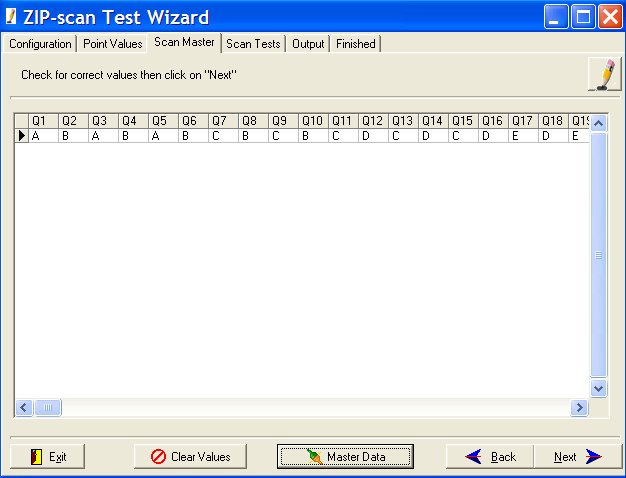 ZIP-scan Test Wizard
Configuration Point Values Scan Master Scan Tests Output Finished
Check for correct values then click on "Next"
Q1 Q2 Q3 Q4 Q5 Q6 Q7 Q8 Q9 Q10 Q11 Q12 Q13 Q14 Q15 Q16 Q17 Q18 Q19
A B A B A B C B C B C D C D C D E D E
Exit Clear Values Master Data Back Next